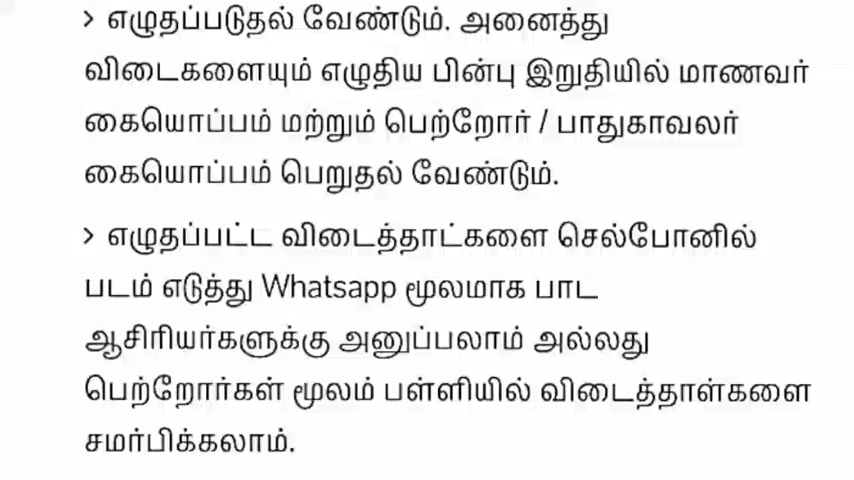 > எழுதப்படுதல் வேண்டும். அனைத்து
விடைகளையும் எழுதிய பின்பு இறுதியில் மாணவர்
கையொப்பம் மற்றும் பெற்றோர் / பாதுகாவலர்
கையொப்பம் பெறுதல் வேண்டும்.
> எழுதப்பட்ட விடைத்தாட்களை செல்போனில்
படம் எடுத்து Whatsapp மூலமாக பாட
ஆசிரியர்களுக்கு அனுப்பலாம் அல்லது
பெற்றோர்கள் மூலம் பள்ளியில் விடைத்தாள்களை
சமர்பிக்கலாம்.